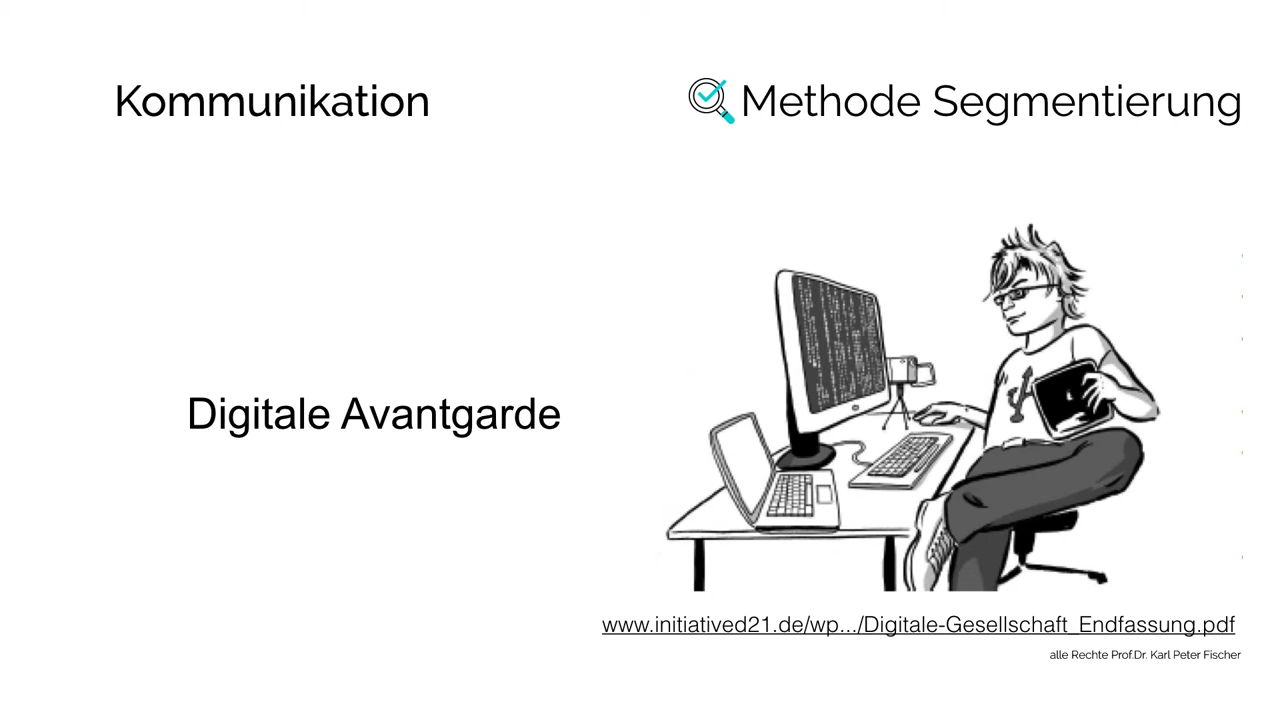 Kommunikation
Methode Segmentierung
Digitale Avantgarde
www.initiatived21.de/wp.../Digitale-Gesellschaft_Endfassung.pdf
alle Rechte Prof.Dr. Karl Peter Fischer